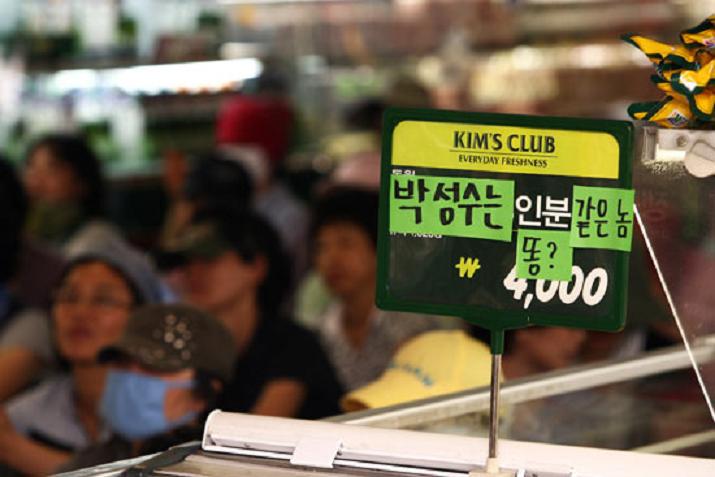 KIM'S CLUB
EVERYDAY FRESHNESS
박성수는 인분 같은 놈
똥?
₩ 4,000